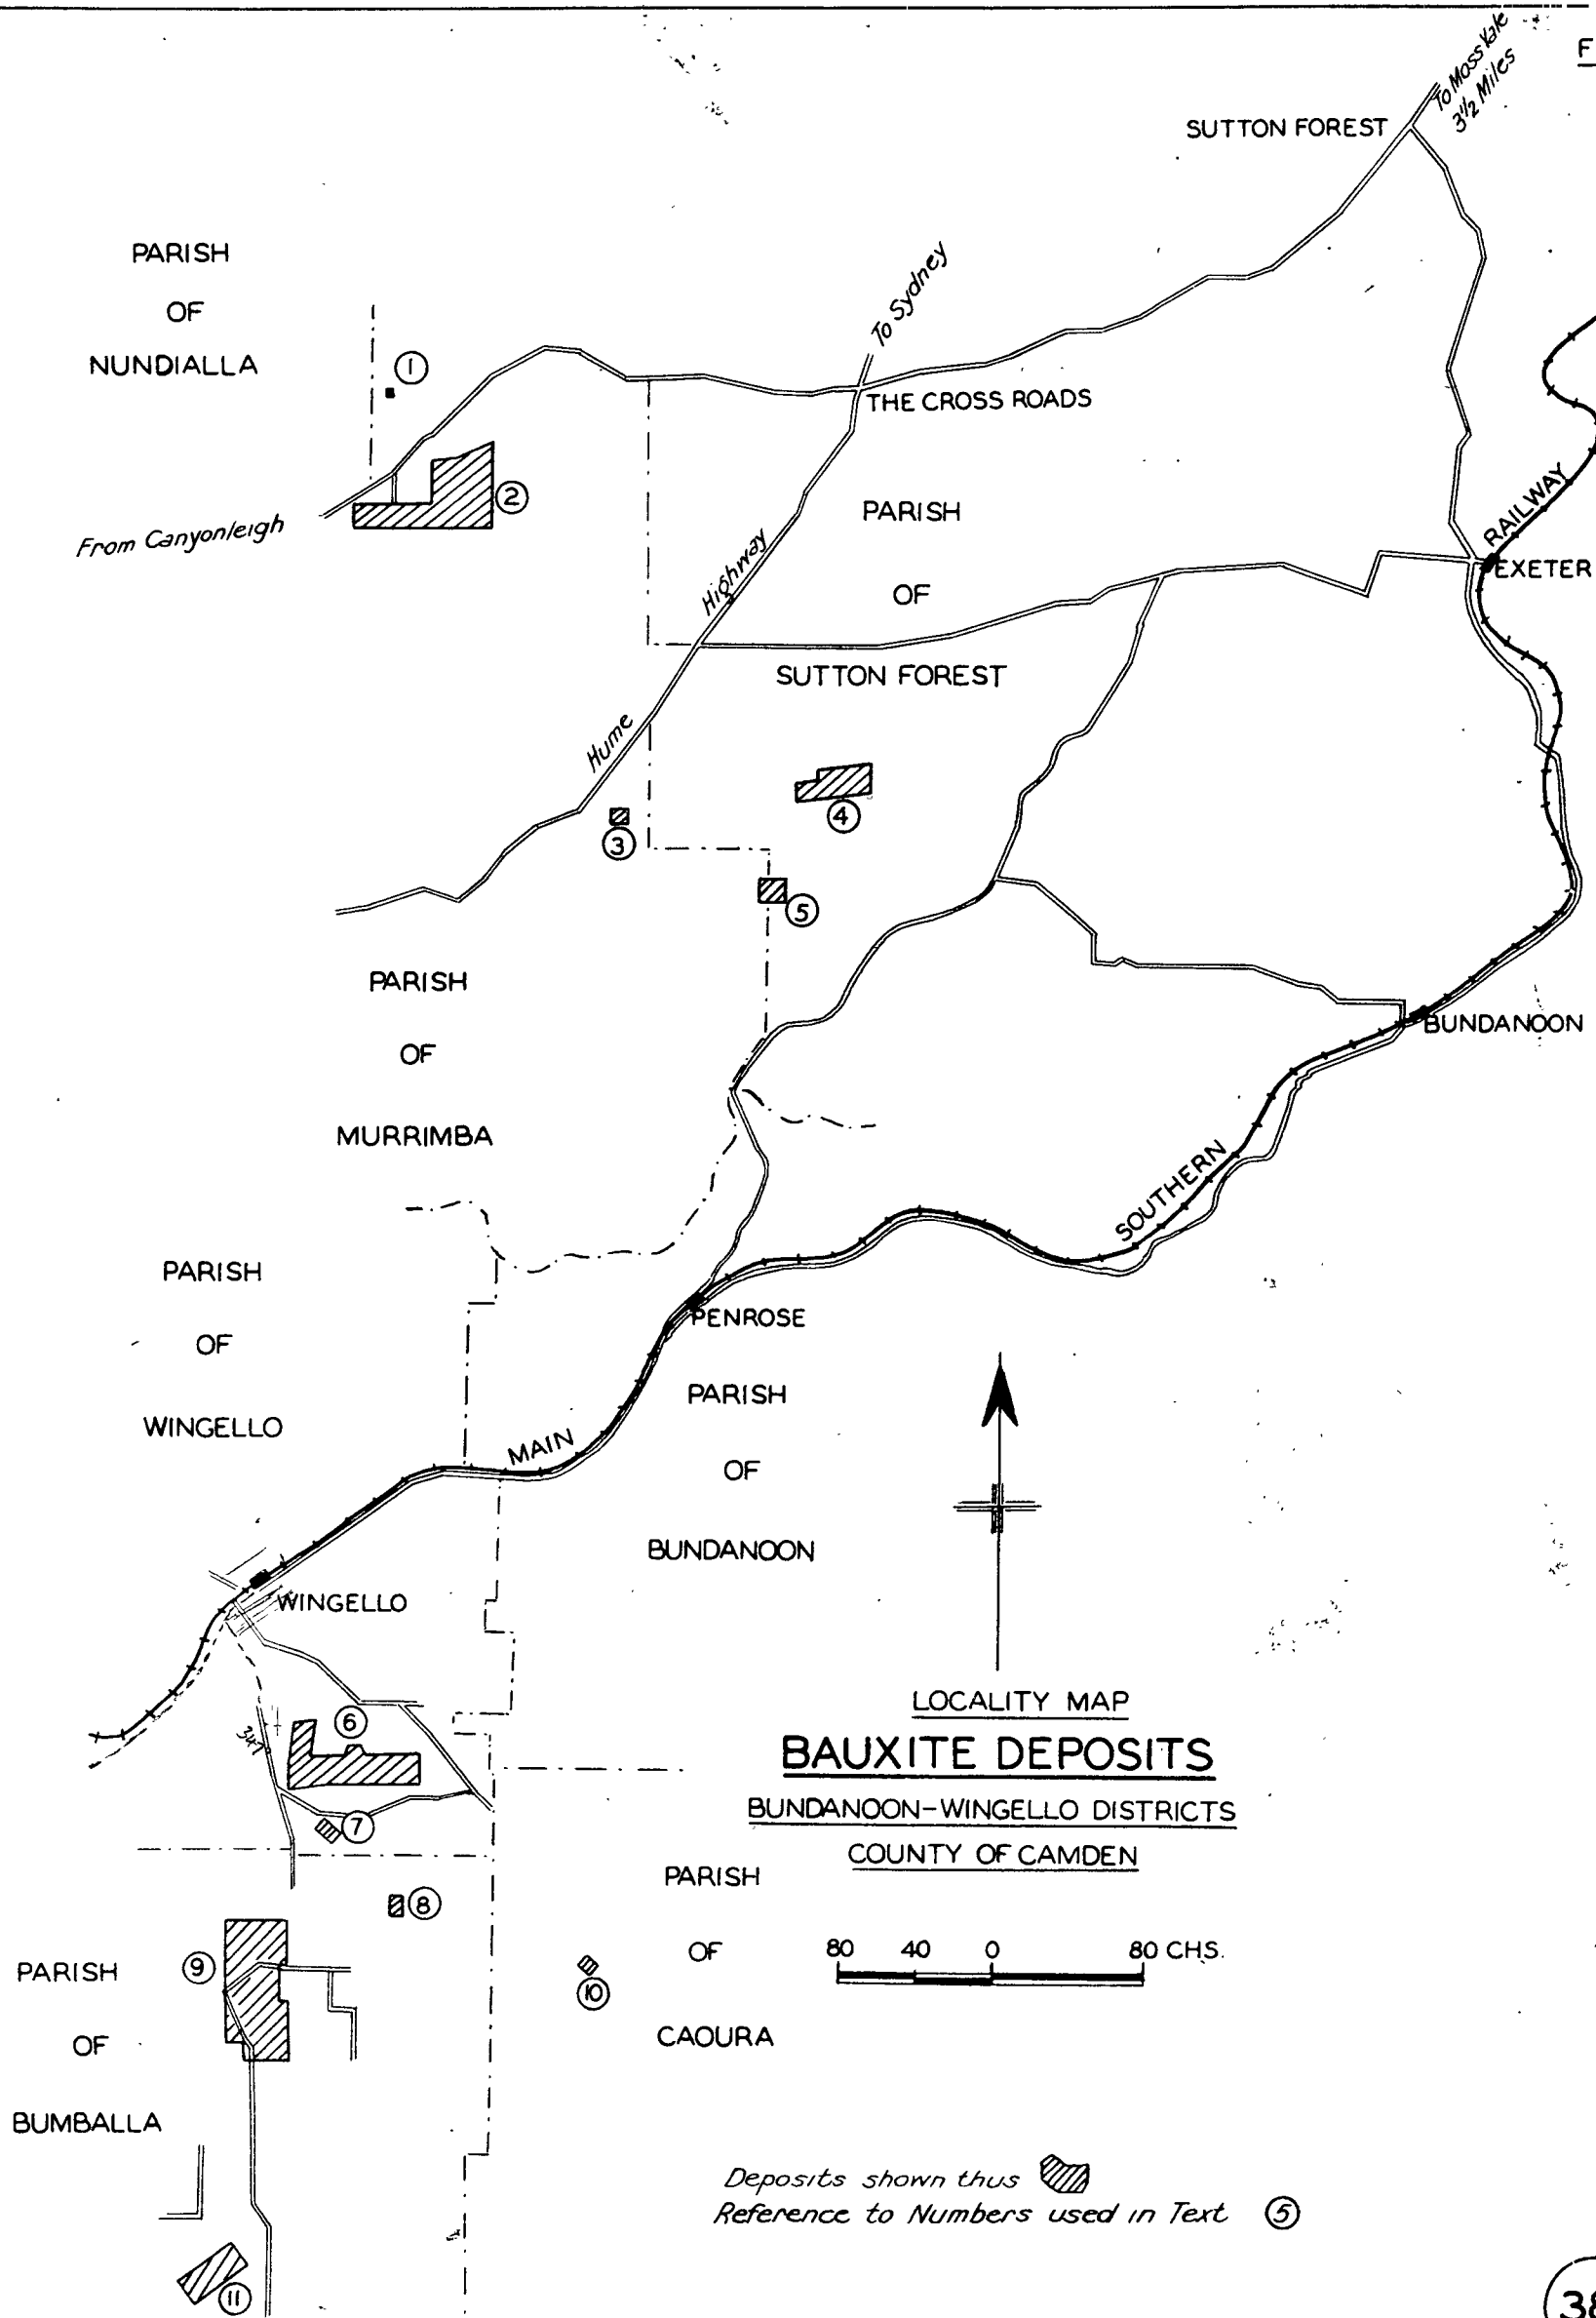 F
To Moss Vale
3½ Miles
SUTTON FOREST
PARISH
OF
NUNDIALLA
To Sydney
1
THE CROSS ROADS
2
PARISH
OF
SUTTON FOREST
From Canyonleigh
RAILWAY
EXETER
Highway
Hume
3
4
5
PARISH
OF
MURRIMBA
BUNDANOON
SOUTHERN
PARISH
OF
WINGELLO
PENROSE
MAIN
PARISH
OF
BUNDANOON
WINGELLO
LOCALITY MAP
BAUXITE DEPOSITS
BUNDANOON-WINGELLO DISTRICTS
COUNTY OF CAMDEN
6
347
7
8
9
10
PARISH
OF
CAOURA
80 40 0 80 CHS.
PARISH
OF
BUMBALLA
Deposits shown thus
Reference to Numbers used in Text 5
11